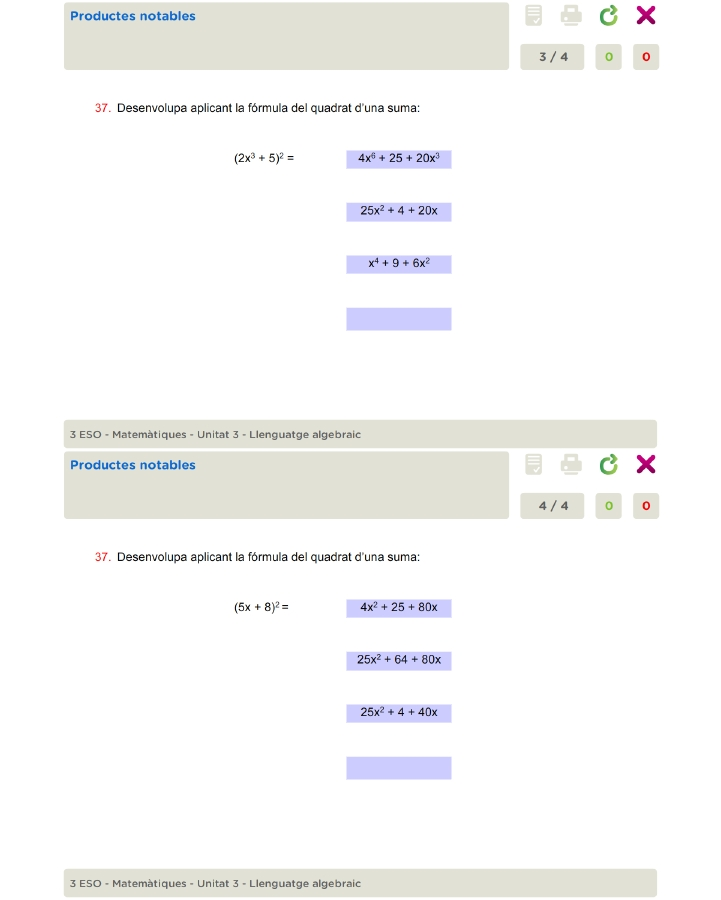 Productes notables
3 / 4 0 0
37. Desenvolupa aplicant la fórmula del quadrat d'una suma:
(2x³ + 5)² = 4x⁶ + 25 + 20x³
25x² + 4 + 20x
x⁴ + 9 + 6x²
3 ESO - Matemàtiques - Unitat 3 - Llenguatge algebraic
Productes notables
4 / 4 0 0
37. Desenvolupa aplicant la fórmula del quadrat d'una suma:
(5x + 8)² = 4x² + 25 + 80x
25x² + 64 + 80x
25x² + 4 + 40x
3 ESO - Matemàtiques - Unitat 3 - Llenguatge algebraic